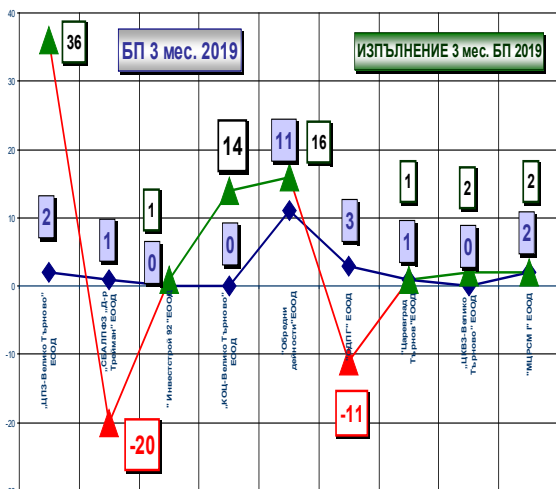 БП 3 мес. 2019
ИЗПЪЛНЕНИЕ 3 мес. БП 2019
40
30
20
10
0
-10
-20
36
2
1
-20
1
0
14
0
11
16
3
-11
1
1
2
0
2
2
„ЦПЗ-Велико Търново"
ЕООД
„СБАЛПФЗ „Д-р
Трейман" ЕООД
"Инвестстрой 92"ЕООД
„КОЦ-Велико Търново"
ЕООД
"Обредни
дейности"ЕООД
ЕООД
"Царевград
Търнов"ЕООД
„ЦКВЗ-Велико
Търново" ЕООД
"МЦРСМ I" ЕООД